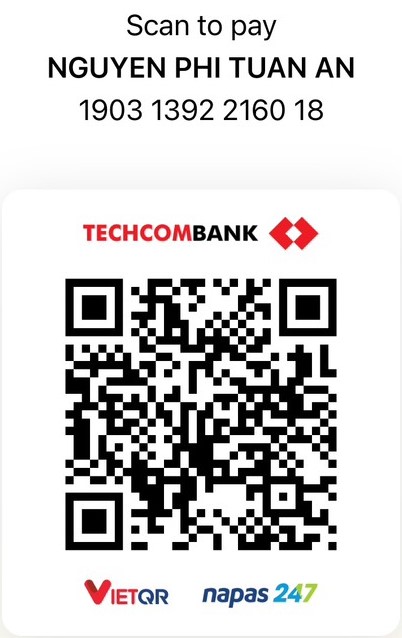 Scan to pay
NGUYEN PHI TUAN AN
1903 1392 2160 18
TECHCOMBANK
VIETQR
napas 247